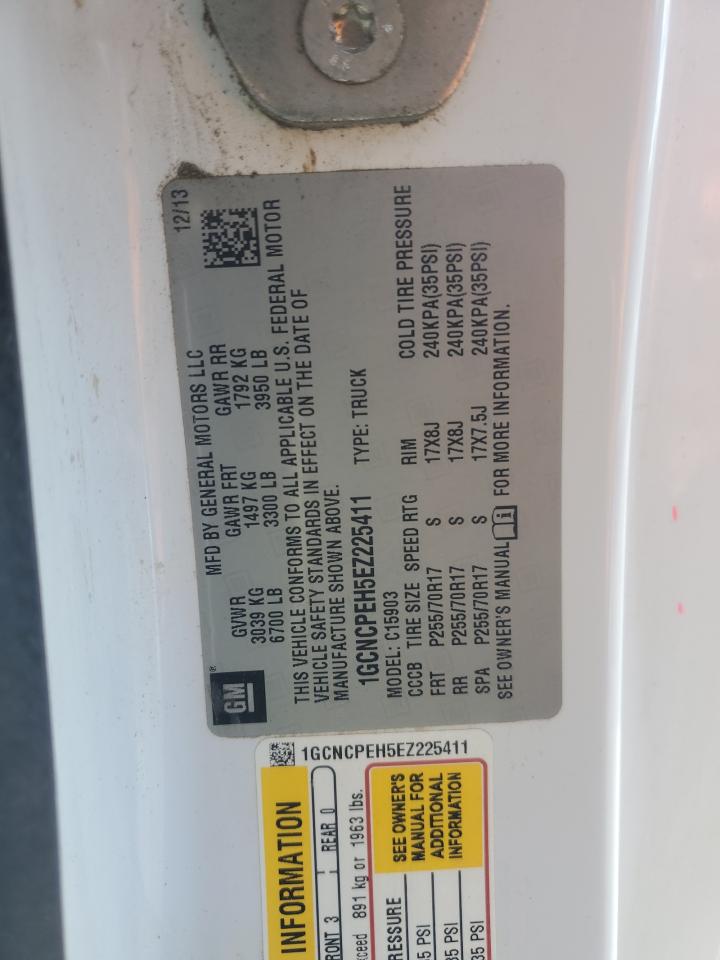 12/13
MFD BY GENERAL MOTORS LLC
GVWR GAWR FRT GAWR RR
3039 KG 1497 KG 1792 KG
6700 LB 3300 LB 3950 LB
GM®
THIS VEHICLE CONFORMS TO ALL APPLICABLE U.S. FEDERAL MOTOR
VEHICLE SAFETY STANDARDS IN EFFECT ON THE DATE OF
MANUFACTURE SHOWN ABOVE.
1GCNCPEH5EZ225411 TYPE: TRUCK
MODEL: C15903
CCCB TIRE SIZE SPEED RTG RIM COLD TIRE PRESSURE
FRT P255/70R17 S 17X8J 240KPA(35PSI)
RR P255/70R17 S 17X8J 240KPA(35PSI)
SPA P255/70R17 S 17X7.5J 240KPA(35PSI)
SEE OWNER'S MANUAL i FOR MORE INFORMATION.
1GCNCPEH5EZ225411
INFORMATION
RONT 3 REAR 0
xceed 891 kg or 1963 lbs.
SEE OWNER'S
MANUAL FOR
ADDITIONAL
INFORMATION
RESSURE
35 PSI
35 PSI
35 PSI